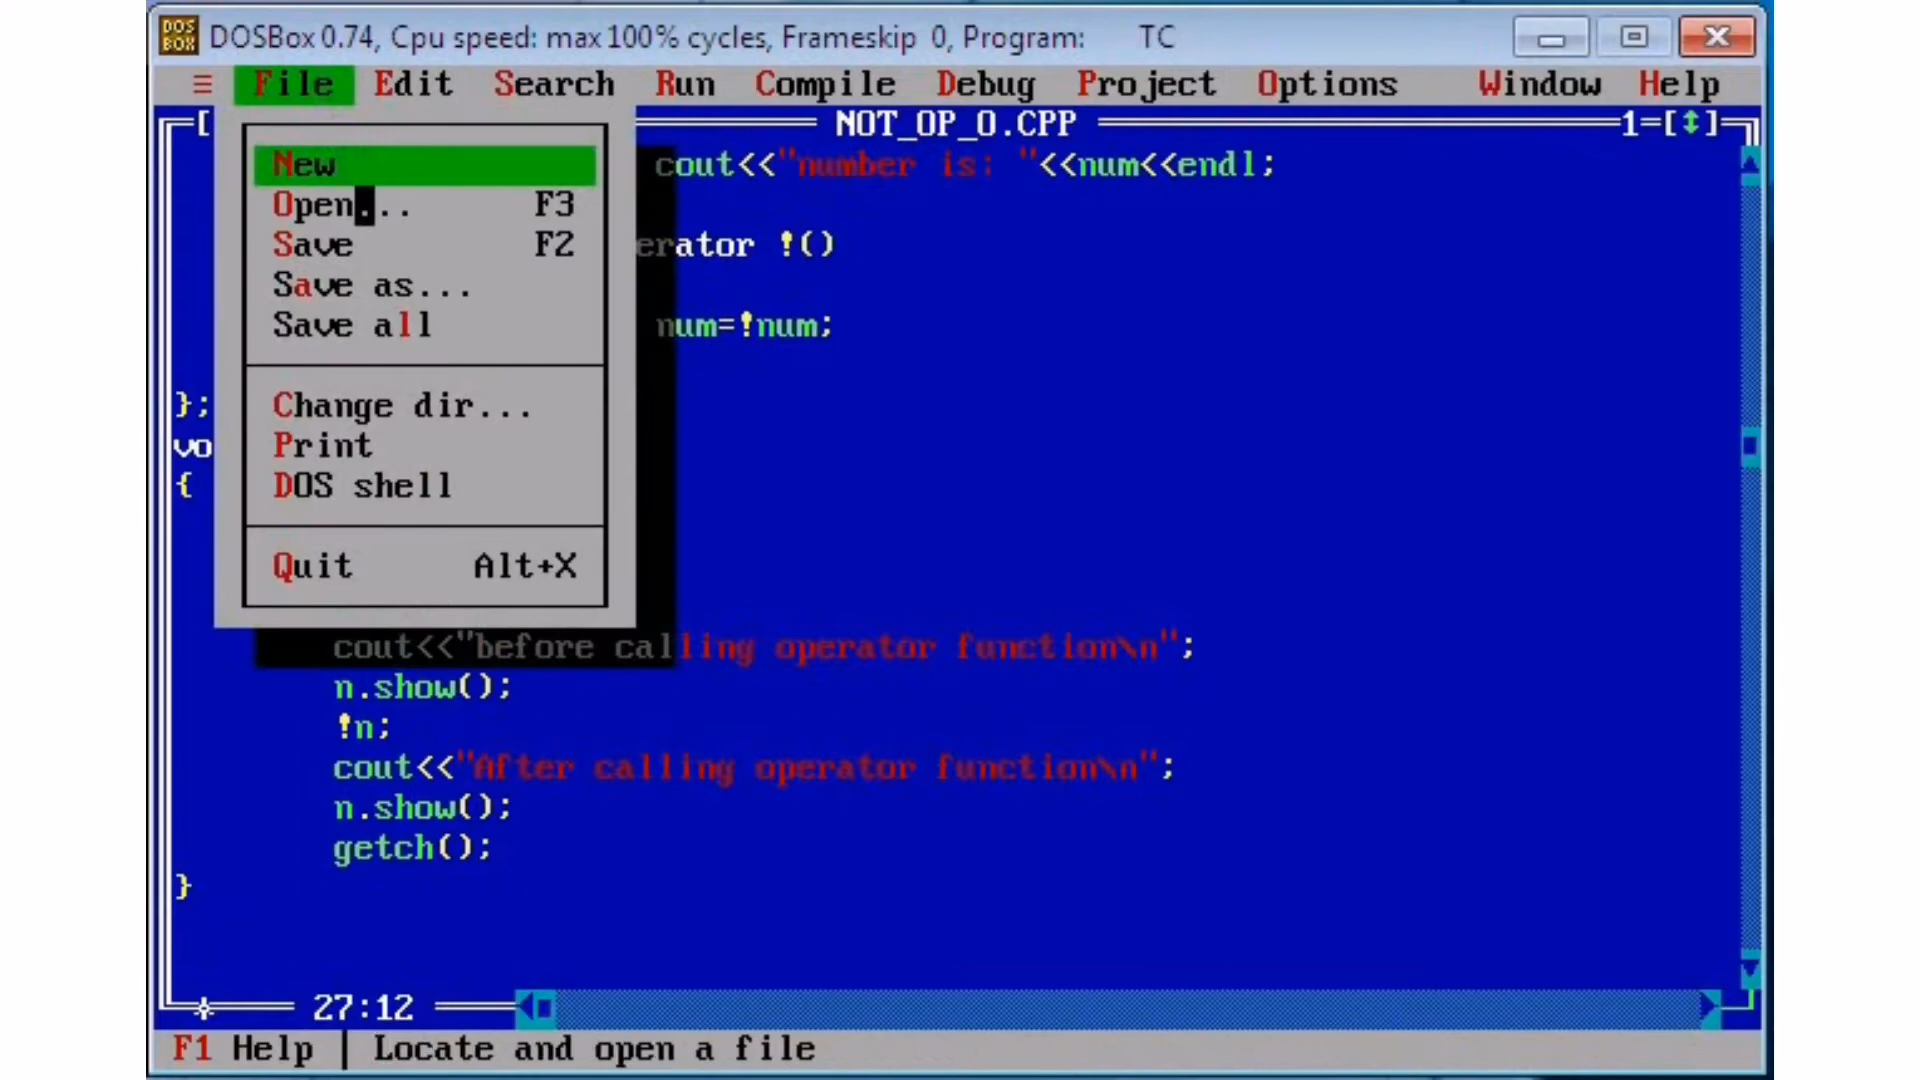 DOS BOX DOSBox 0.74, Cpu speed: max 100% cycles, Frameskip 0, Program: TC
≡ File Edit Search Run Compile Debug Project Options Window Help
[ NOT_OP_O.CPP 1=[↕]
New cout<<"number is: "<<num<<endl;
Open... F3
Save F2 erator !()
Save as...
Save all num=!num;
}; Change dir...
vo Print
{ DOS shell
Quit Alt+X
cout<<"before calling operator function\n";
n.show();
!n;
cout<<"After calling operator function\n";
n.show();
getch();
}
27:12
F1 Help | Locate and open a file